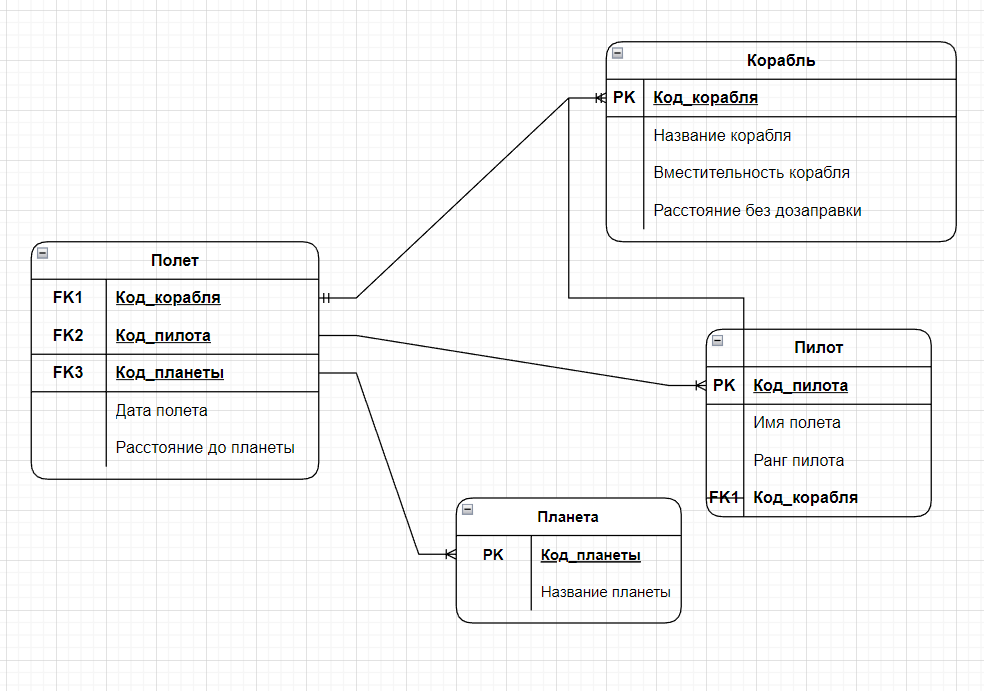 Корабль
PK Код_корабля
Название корабля
Вместительность корабля
Расстояние без дозаправки
Полет
FK1 Код_корабля
FK2 Код_пилота
FK3 Код_планеты
Дата полета
Расстояние до планеты
Пилот
PK Код_пилота
Имя полета
Ранг пилота
FK1 Код_корабля
Планета
PK Код_планеты
Название планеты